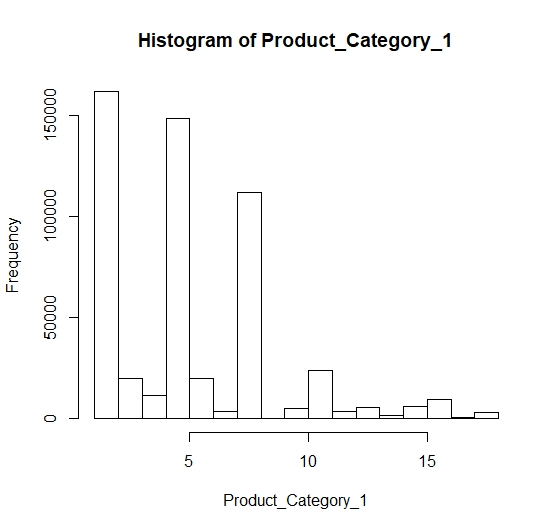 Histogram of Product_Category_1
Frequency
150000
100000
50000
0
5 10 15
Product_Category_1